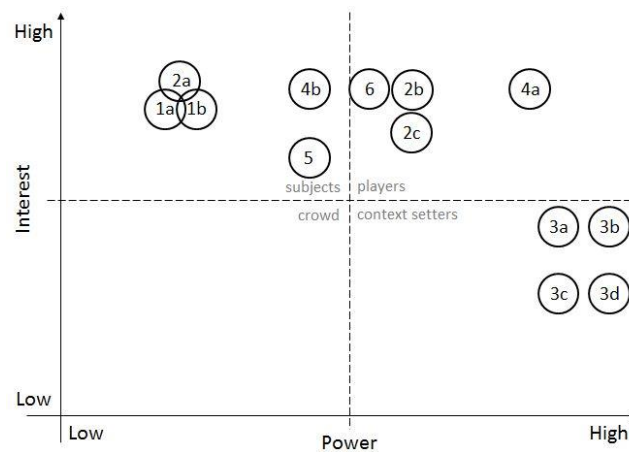 High
2a
4b
6
2b
4a
1a
1b
2c
5
subjects
players
Interest
crowd
context setters
3a
3b
3c
3d
Low
Low
Power
High